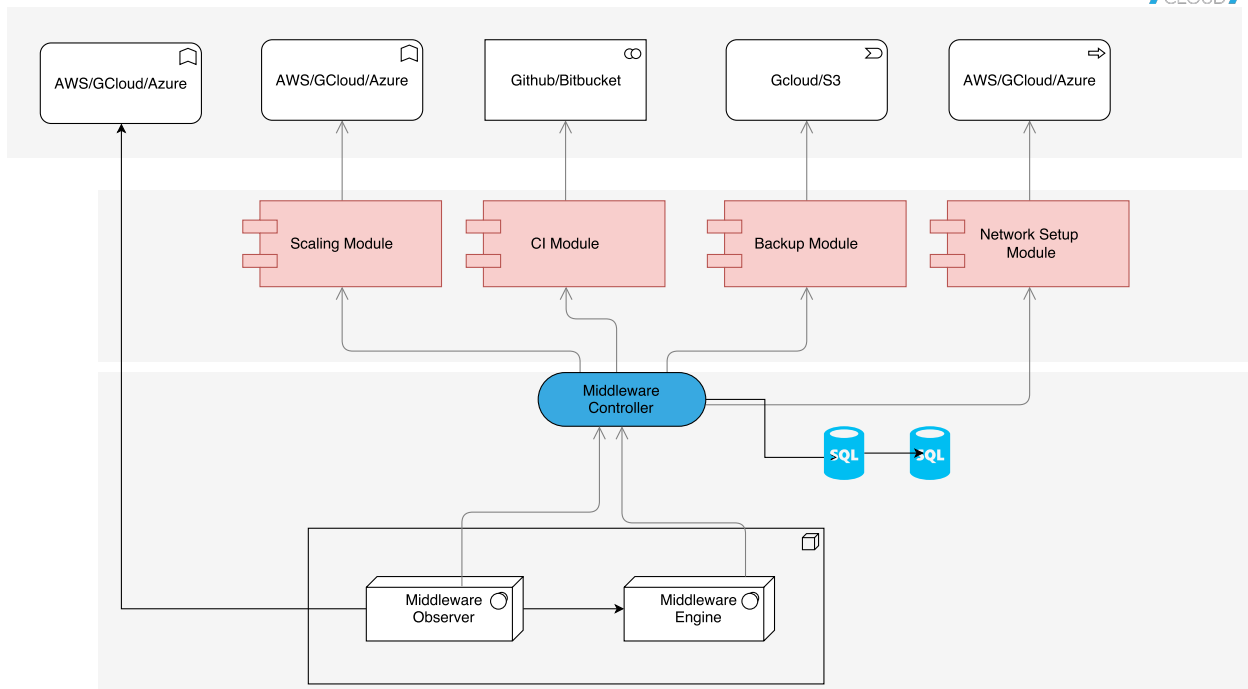 CLOUD
AWS/GCloud/Azure
AWS/GCloud/Azure
Github/Bitbucket
Gcloud/S3
AWS/GCloud/Azure
Scaling Module
CI Module
Backup Module
Network Setup
Module
Middleware
Controller
SQL
SQL
Middleware
Observer
Middleware
Engine